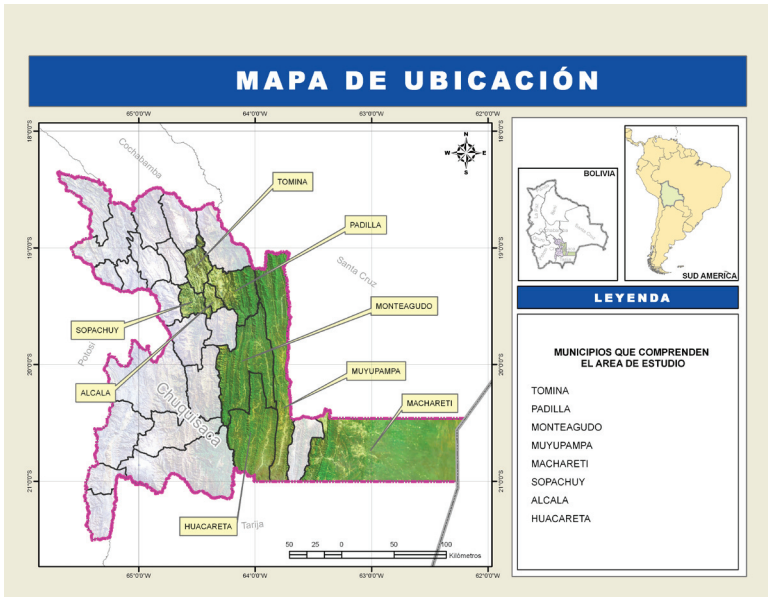 MAPA DE UBICACIÓN
65°0'0"W
64°0'0"W
63°0'0"W
62°0'0"W
18°0'0"S
19°0'0"S
20°0'0"S
21°0'0"S
18°0'0"S
19°0'0"S
20°0'0"S
21°0'0"S
N
W
E
S
Cochabamba
TOMINA
PADILLA
Santa Cruz
MONTEAGUDO
SOPACHUY
Potosí
MUYUPAMPA
ALCALA
MACHARETI
Chuquisaca
HUACARETA
Tarija
50 25 0 50 100
Kilómetros
65°0'0"W
64°0'0"W
63°0'0"W
62°0'0"W
BOLIVIA
SUD AMERÍCA
LEYENDA
MUNICIPIOS QUE COMPRENDEN
EL AREA DE ESTUDIO
TOMINA
PADILLA
MONTEAGUDO
MUYUPAMPA
MACHARETI
SOPACHUY
ALCALA
HUACARETA